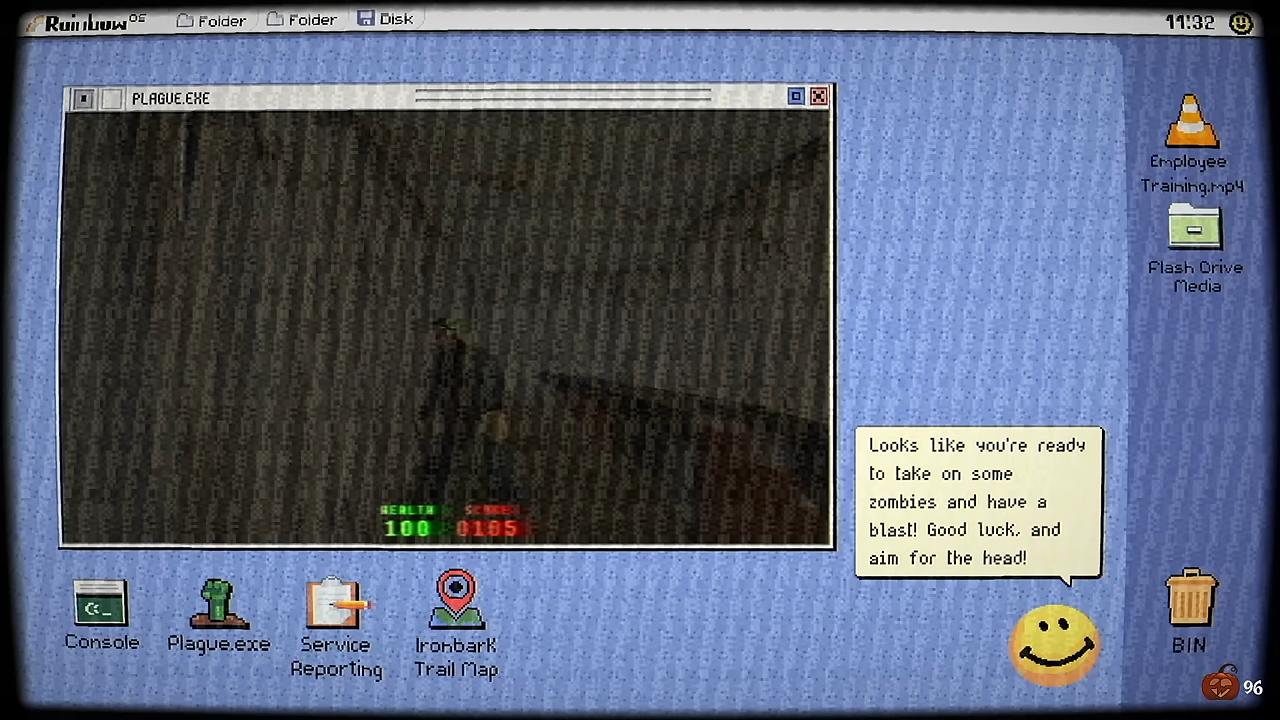 Rainbow OS
Folder
Folder
Disk
11:32
PLAGUE.EXE
Employee
Training.mp4
Flash Drive
Media
HEALTH
SCORE
100
0105
Looks like you're ready
to take on some
zombies and have a
blast! Good luck, and
aim for the head!
C<_
Console
Plague.exe
Service
Reporting
Ironbark
Trail Map
BIN
96